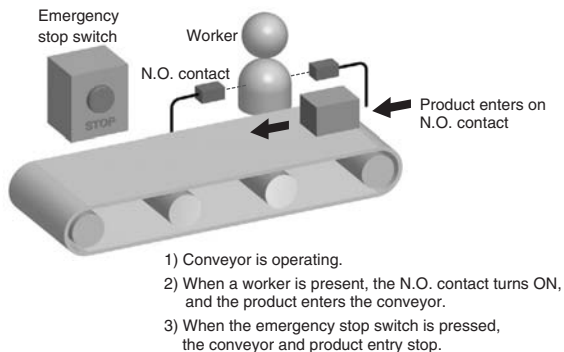 Emergency
stop switch
Worker
N.O. contact
STOP
Product enters on
N.O. contact
1) Conveyor is operating.
2) When a worker is present, the N.O. contact turns ON,
and the product enters the conveyor.
3) When the emergency stop switch is pressed,
the conveyor and product entry stop.